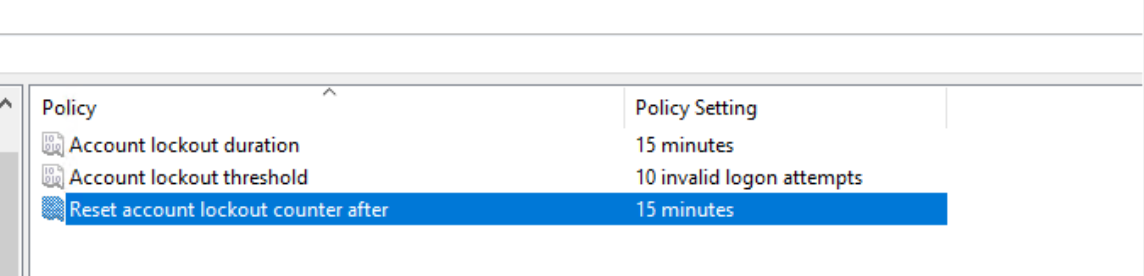 Policy Policy Setting
Account lockout duration 15 minutes
Account lockout threshold 10 invalid logon attempts
Reset account lockout counter after 15 minutes